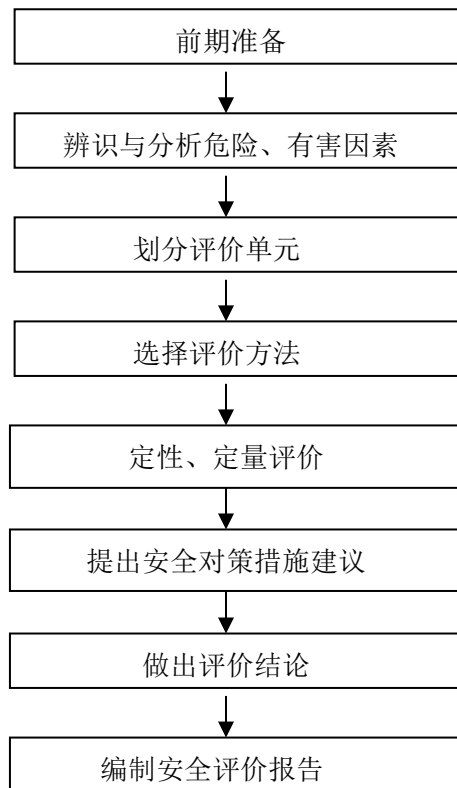 前期准备
辨识与分析危险、有害因素
划分评价单元
选择评价方法
定性、定量评价
提出安全对策措施建议
做出评价结论
编制安全评价报告